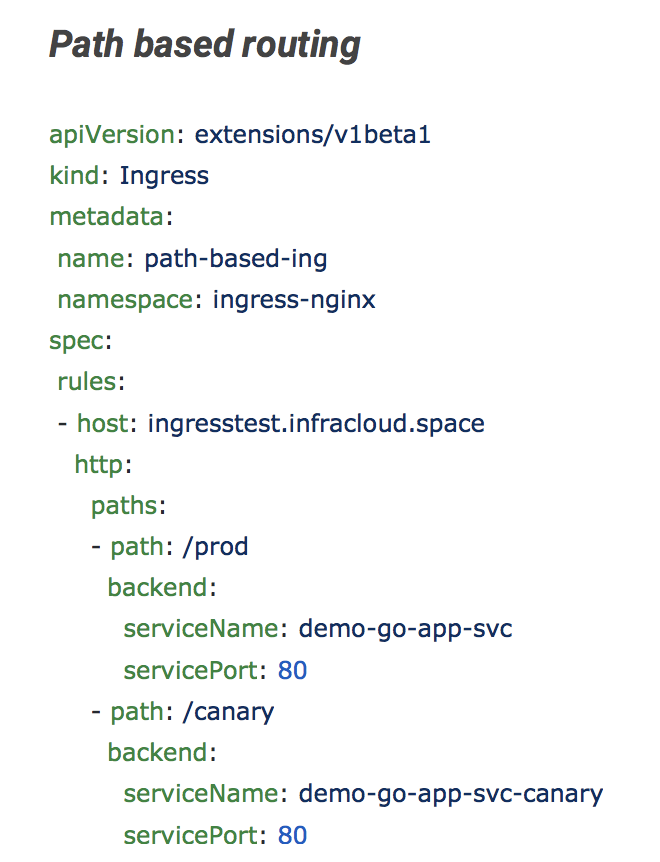 Path based routing
apiVersion: extensions/v1beta1
kind: Ingress
metadata:
 name: path-based-ing
 namespace: ingress-nginx
spec:
 rules:
 - host: ingresstest.infracloud.space
   http:
     paths:
     - path: /prod
       backend:
         serviceName: demo-go-app-svc
         servicePort: 80
     - path: /canary
       backend:
         serviceName: demo-go-app-svc-canary
         servicePort: 80